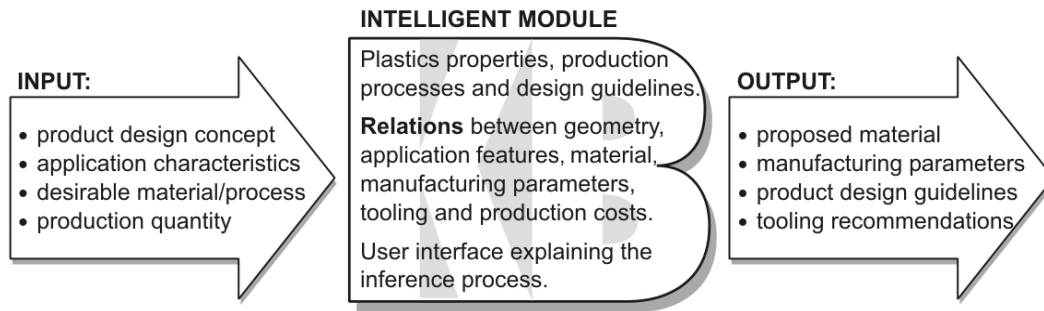 INPUT:
• product design concept
• application characteristics
• desirable material/process
• production quantity
INTELLIGENT MODULE
Plastics properties, production
processes and design guidelines.
Relations between geometry,
application features, material,
manufacturing parameters,
tooling and production costs.
User interface explaining the
inference process.
KB
OUTPUT:
• proposed material
• manufacturing parameters
• product design guidelines
• tooling recommendations